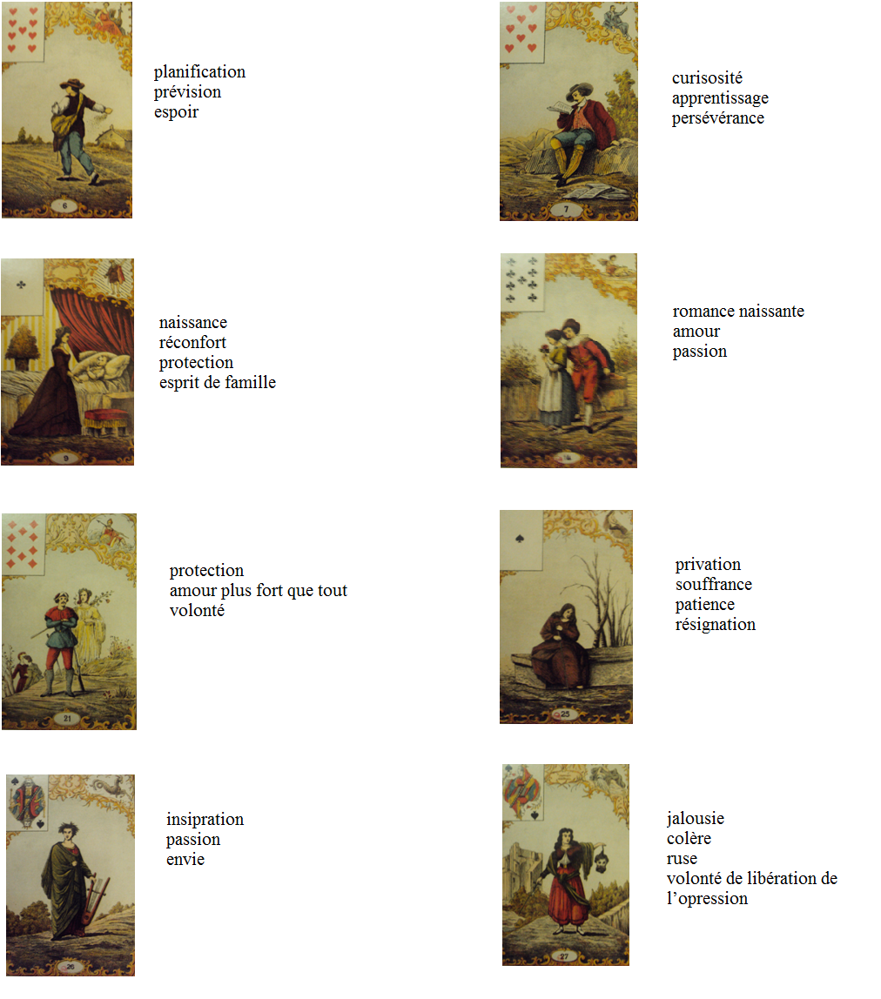 6
planification
prévision
espoir
7
curisosité
apprentissage
persévérance
9
naissance
réconfort
protection
esprit de famille
romance naissante
amour
passion
21
protection
amour plus fort que tout
volonté
25
privation
souffrance
patience
résignation
26
insipration
passion
envie
27
jalousie
colère
ruse
volonté de libération de
l’opression